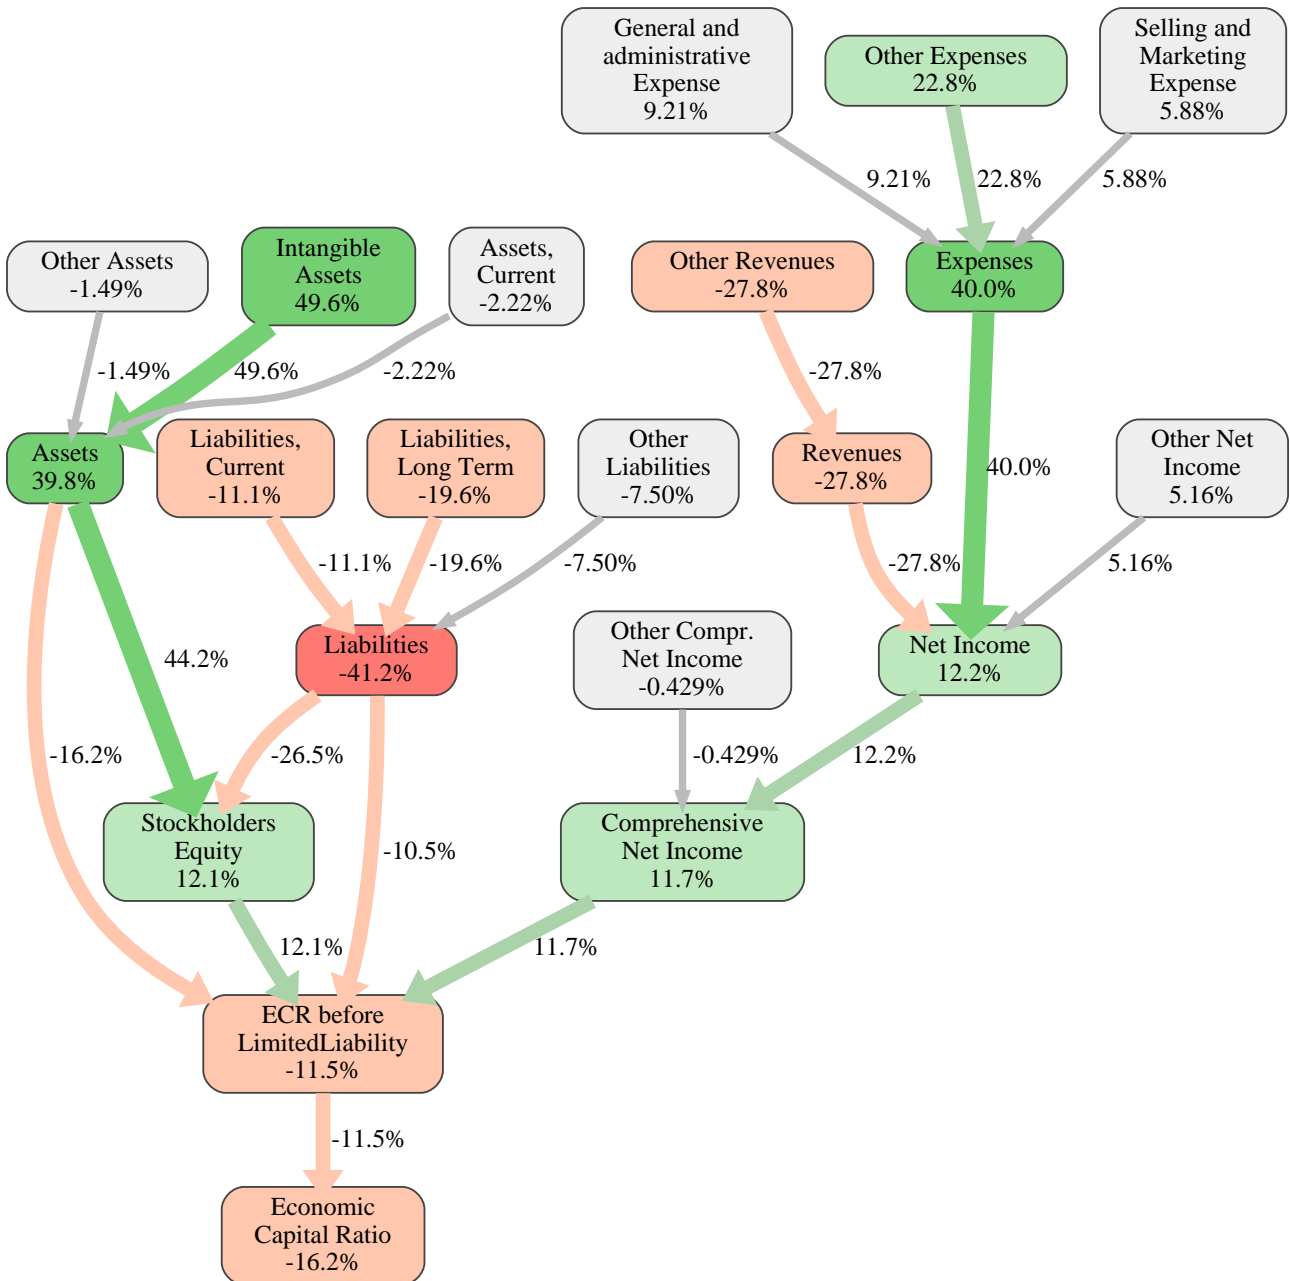 General and
administrative
Expense
9.21%
Other Expenses
22.8%
Selling and
Marketing
Expense
5.88%
9.21%
22.8%
5.88%
Other Assets
-1.49%
Intangible
Assets
49.6%
Assets,
Current
-2.22%
Other Revenues
-27.8%
Expenses
40.0%
-1.49%
49.6%
-2.22%
-27.8%
40.0%
Assets
39.8%
Liabilities,
Current
-11.1%
Liabilities,
Long Term
-19.6%
Other
Liabilities
-7.50%
Revenues
-27.8%
Other Net
Income
5.16%
-11.1%
-19.6%
-7.50%
-27.8%
5.16%
44.2%
Liabilities
-41.2%
Other Compr.
Net Income
-0.429%
Net Income
12.2%
-16.2%
-26.5%
-0.429%
12.2%
Stockholders
Equity
12.1%
-10.5%
Comprehensive
Net Income
11.7%
12.1%
11.7%
ECR before
LimitedLiability
-11.5%
-11.5%
Economic
Capital Ratio
-16.2%